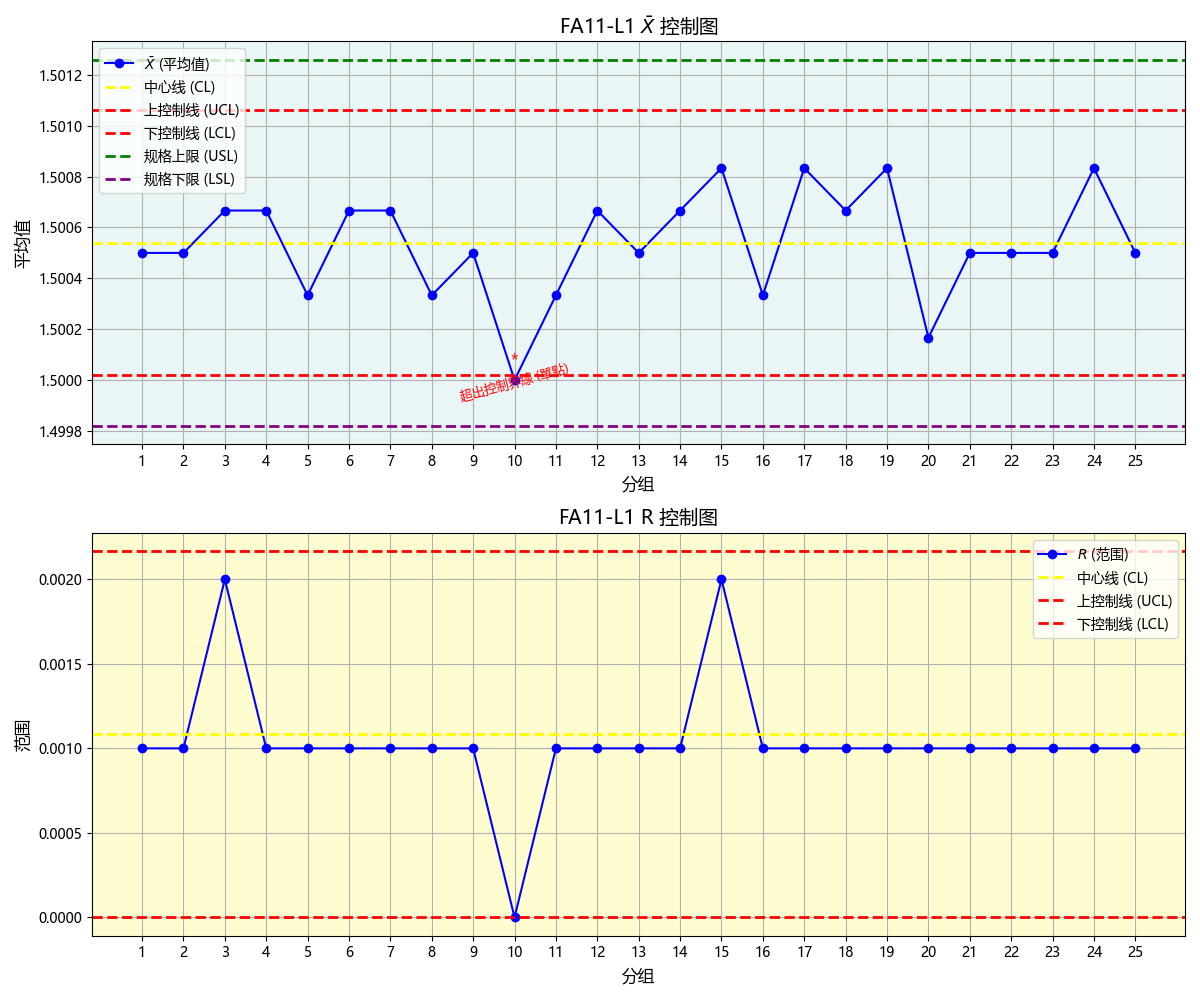 FA11-L1 X̄ 控制图
X̄ (平均值)
中心线 (CL)
上控制线 (UCL)
下控制线 (LCL)
规格上限 (USL)
规格下限 (LSL)
平均值
1.5012
1.5010
1.5008
1.5006
1.5004
1.5002
1.5000
1.4998
*
超出控制界線 (單點)
1 2 3 4 5 6 7 8 9 10 11 12 13 14 15 16 17 18 19 20 21 22 23 24 25
分组
FA11-L1 R 控制图
R (范围)
中心线 (CL)
上控制线 (UCL)
下控制线 (LCL)
范围
0.0020
0.0015
0.0010
0.0005
0.0000
1 2 3 4 5 6 7 8 9 10 11 12 13 14 15 16 17 18 19 20 21 22 23 24 25
分组